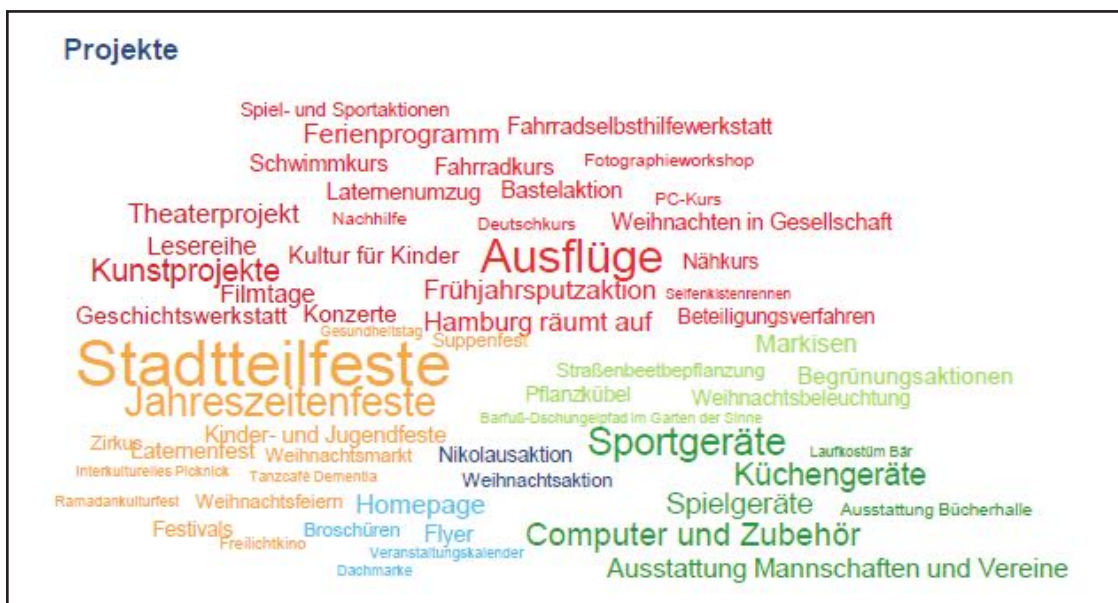 Projekte
Spiel- und Sportaktionen
Ferienprogramm
Fahrradselbsthilfewerkstatt
Schwimmkurs
Fahrradkurs
Fotographieworkshop
Laternenumzug
Bastelaktion
PC-Kurs
Theaterprojekt
Nachhilfe
Deutschkurs
Weihnachten in Gesellschaft
Lesereihe
Kultur für Kinder
Ausflüge
Nähkurs
Kunstprojekte
Filmtage
Frühjahrsputzaktion
Seifenkistenrennen
Geschichtswerkstatt
Konzerte
Hamburg räumt auf
Beteiligungsverfahren
Gesundheitstag
Suppenfest
Markisen
Stadtteilfeste
Straßenbeetbepflanzung
Begrünungsaktionen
Jahreszeitenfeste
Pflanzkübel
Weihnachtsbeleuchtung
Barfuß-Dschungelpfad im Garten der Sinne
Kinder- und Jugendfeste
Sportgeräte
Zirkus
Laternenfest
Weihnachtsmarkt
Nikolausaktion
Laufkostüm Bär
Interkulturelles Picknick
Tanzcafé Dementia
Weihnachtsaktion
Küchengeräte
Ramadankulturfest
Weihnachtsfeiern
Homepage
Spielgeräte
Ausstattung Bücherhalle
Festivals
Broschüren
Flyer
Computer und Zubehör
Freilichtkino
Veranstaltungskalender
Dachmarke
Ausstattung Mannschaften und Vereine